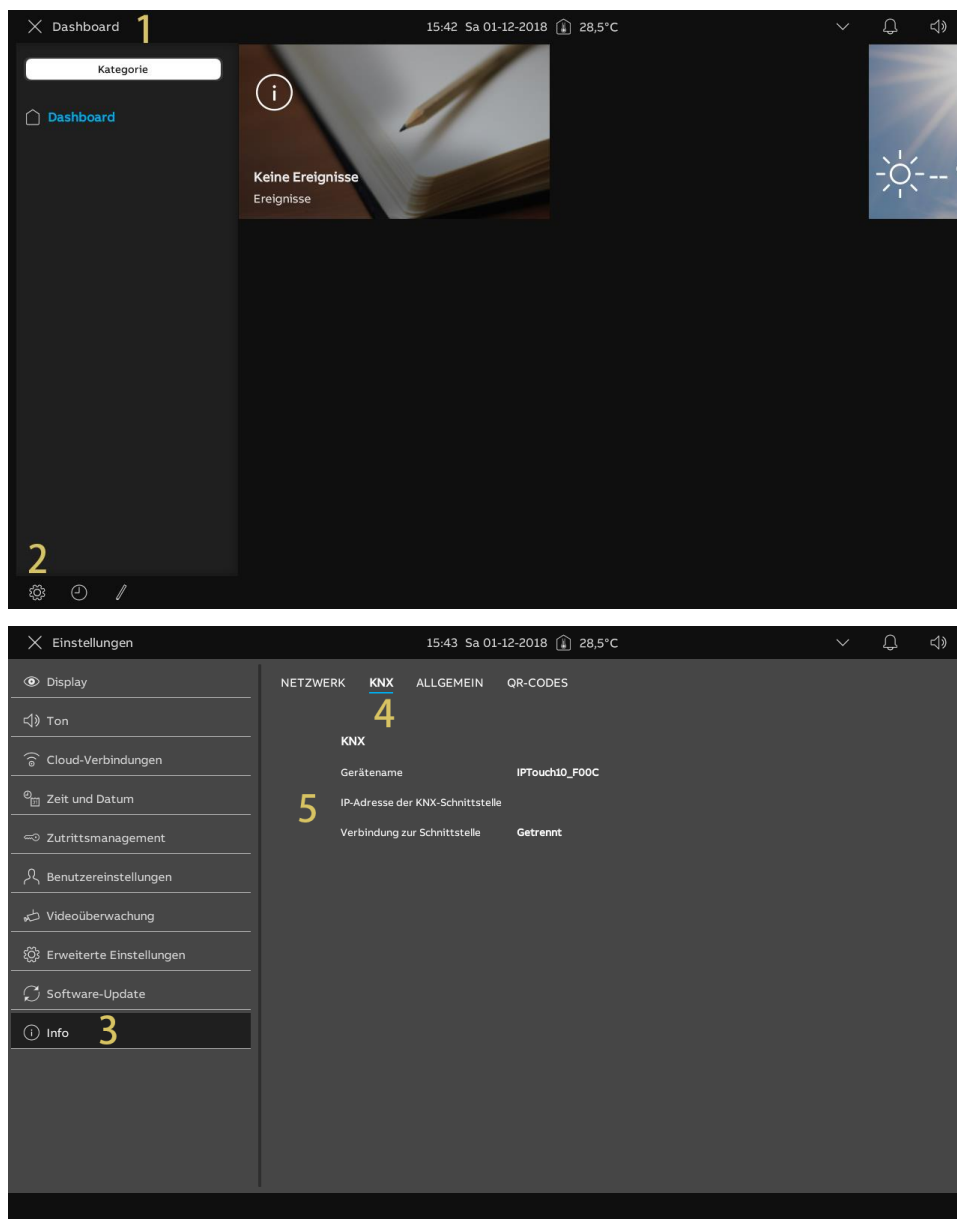 Dashboard 1 15:42 Sa 01-12-2018 28,5°C
Kategorie
Dashboard
i
Keine Ereignisse
Ereignisse
--
2
Einstellungen 15:43 Sa 01-12-2018 28,5°C
Display
Ton
Cloud-Verbindungen
Zeit und Datum
Zutrittsmanagement
Benutzereinstellungen
Videoüberwachung
Erweiterte Einstellungen
Software-Update
Info 3
NETZWERK KNX ALLGEMEIN QR-CODES
4
KNX
Gerätename IPTouch10_F00C
5 IP-Adresse der KNX-Schnittstelle
Verbindung zur Schnittstelle Getrennt